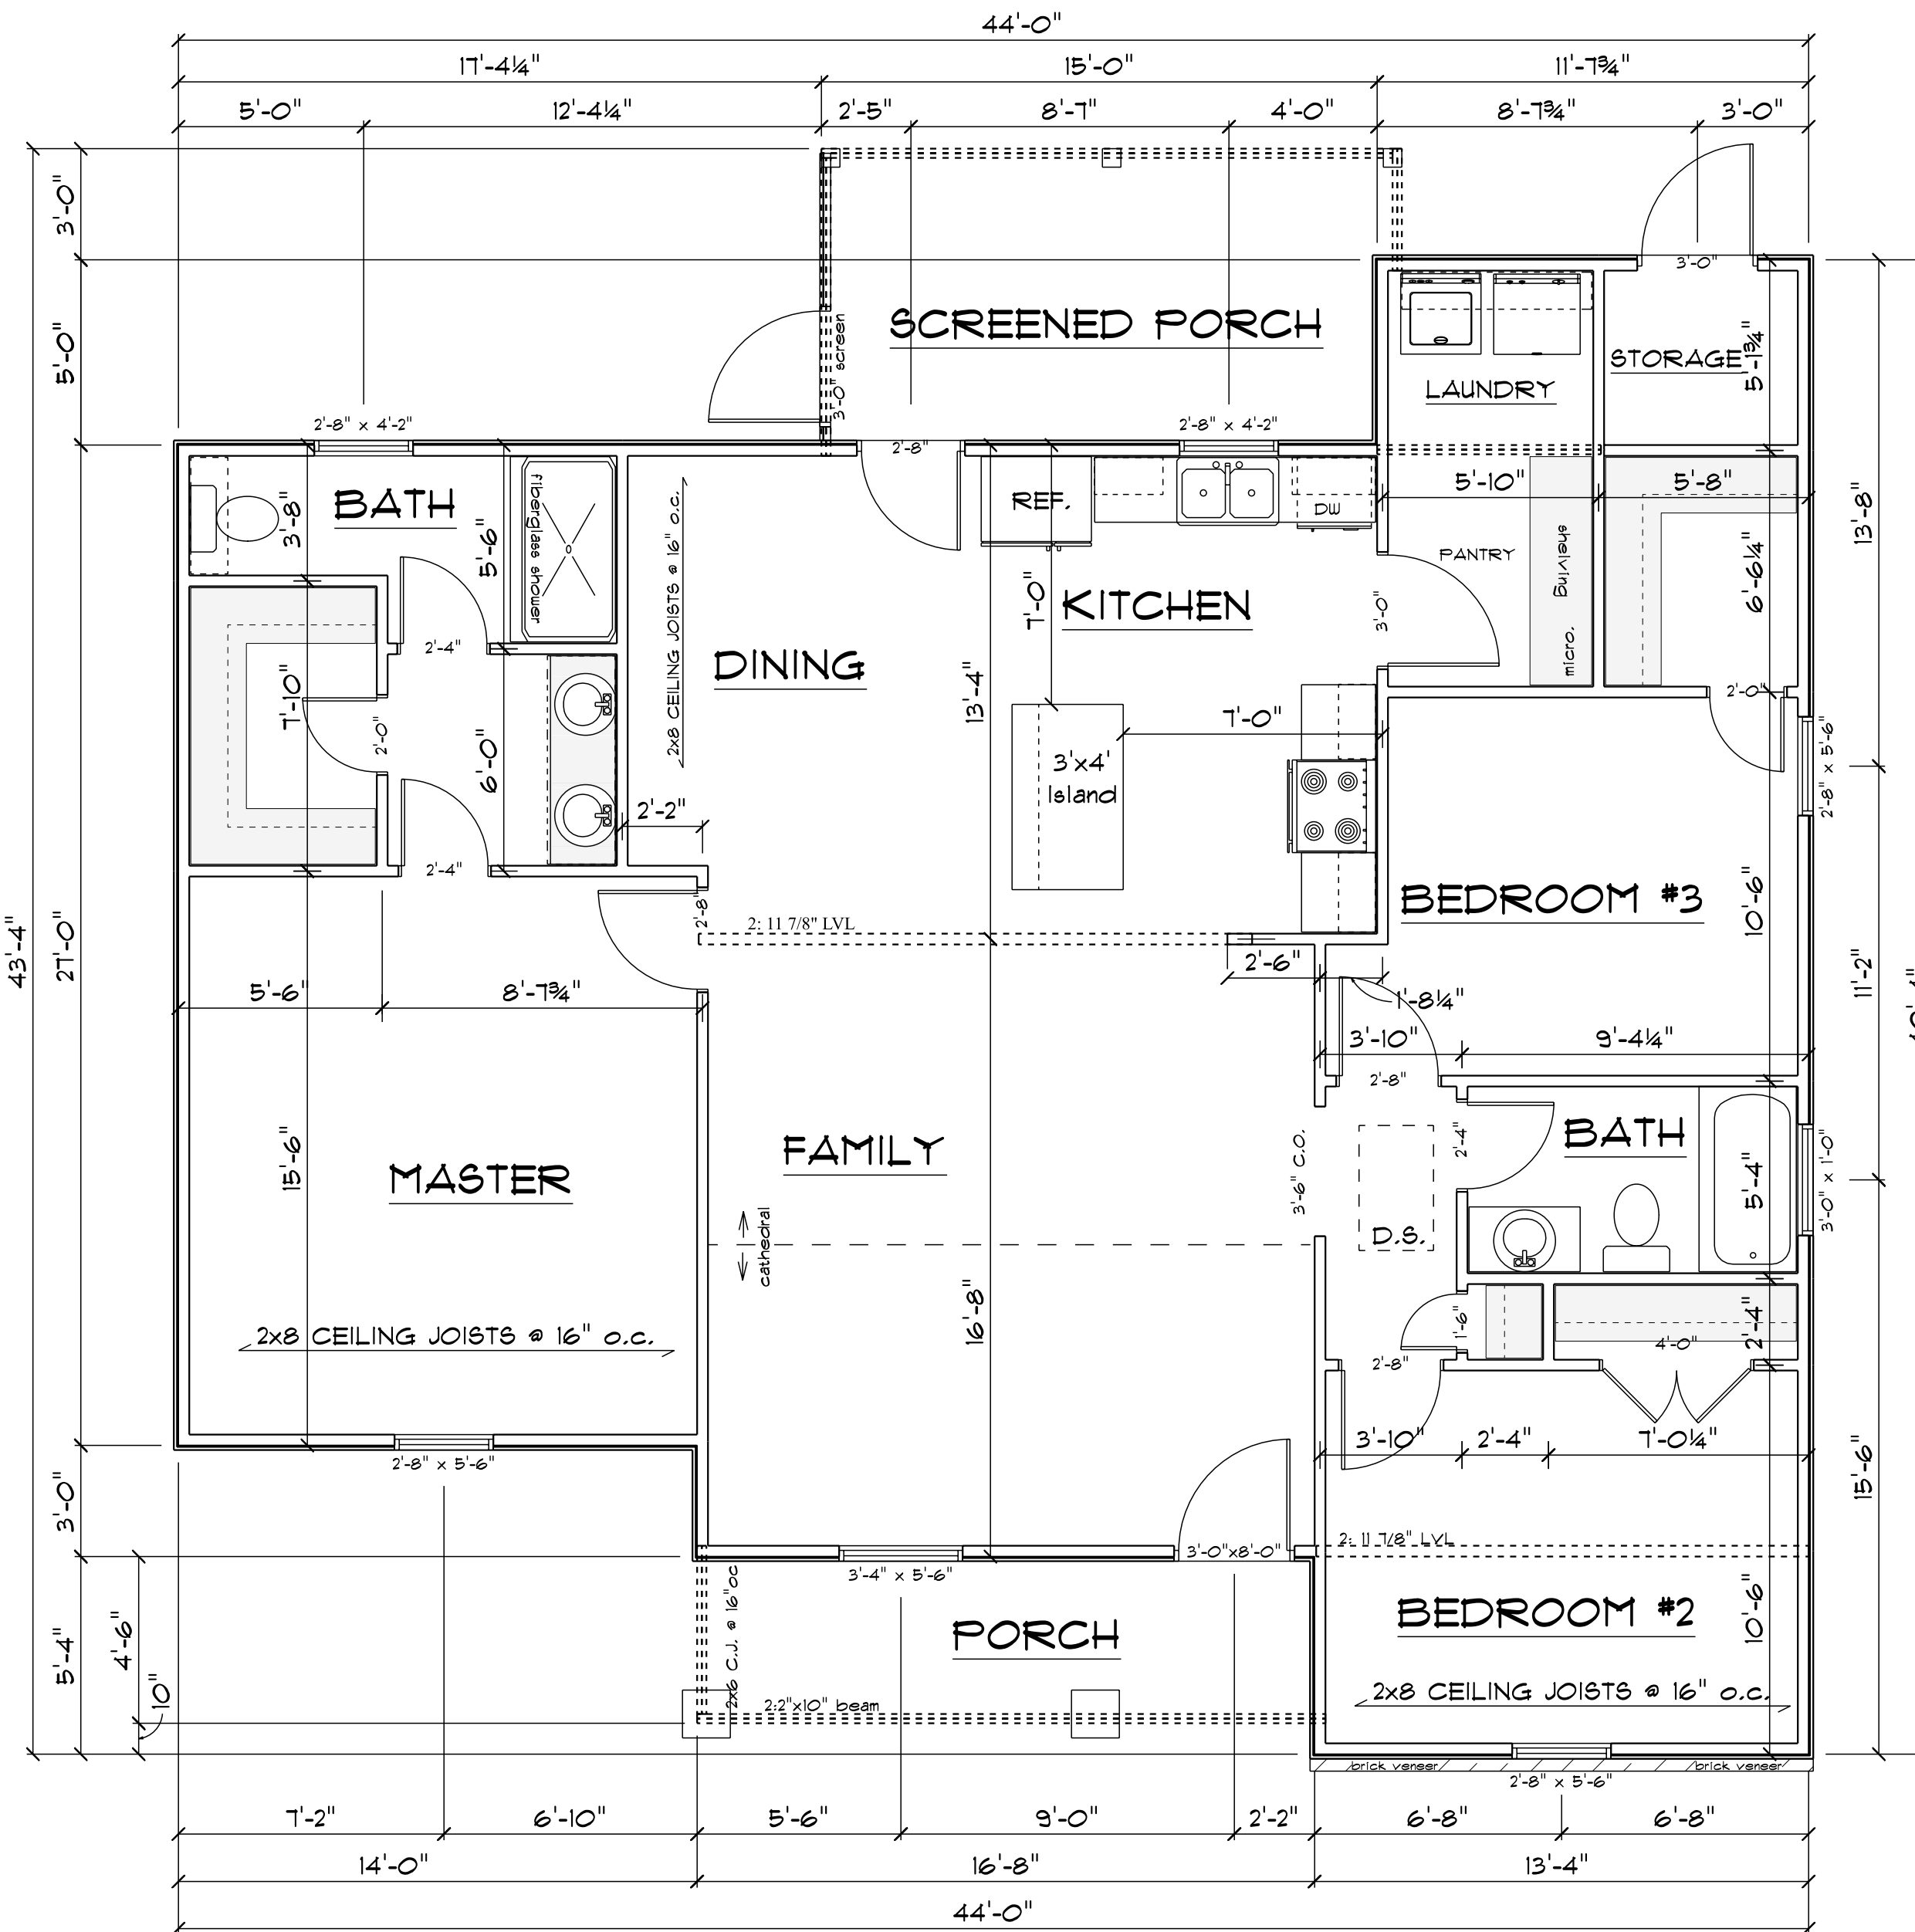 44'-0"
17'-4¼" 15'-0" 11'-7¾"
5'-0" 12'-4¼" 2'-5" 8'-7" 4'-0" 8'-7¾" 3'-0"
3'-0"
5'-0"
3'-0"
SCREENED PORCH
3'-0" screen
STORAGE
5'-1¾"
LAUNDRY
2'-8" x 4'-2"
2'-8"
2'-8" x 4'-2"
BATH
3'-8"
5'-6"
fiberglass shower
2x8 CEILING JOISTS @ 16" o.c.
REF.
DW
5'-10"
5'-8"
13'-8"
PANTRY
shelving
micro.
6'-6¼"
7'-0"
KITCHEN
3'-0"
2'-4"
DINING
13'-4"
7'-10"
2'-0"
6'-0"
2'-0"
2'-8" x 5'-6"
7'-0"
3'x4'
Island
2'-2"
2'-4"
BEDROOM #3
10'-6"
2'-8"
2: 11 7/8" LVL
43'-4"
27'-0"
2'-6"
11'-2"
5'-6" 8'-7¾"
1'-8¼"
3'-10" 9'-4¼"
2'-8"
15'-6"
MASTER
FAMILY
3'-6" C.O.
2'-4"
BATH
5'-4"
3'-0" x 1'-0"
D.S.
cathedral
16'-8"
2x8 CEILING JOISTS @ 16" o.c.
1'-6"
2'-8"
4'-0"
2'-4"
3'-10" 2'-4" 7'-0¼"
2'-8" x 5'-6"
3'-0"
15'-6"
3'-0"x8'-0"
2: 11 7/8" LVL
3'-4" x 5'-6"
2x6 C.J. @ 16"oc
PORCH
BEDROOM #2
10'-6"
5'-4"
4'-6"
10"
2:2"x10" beam
2x8 CEILING JOISTS @ 16" o.c.
brick veneer brick veneer
2'-8" x 5'-6"
7'-2" 6'-10" 5'-6" 9'-0" 2'-2" 6'-8" 6'-8"
14'-0" 16'-8" 13'-4"
44'-0"